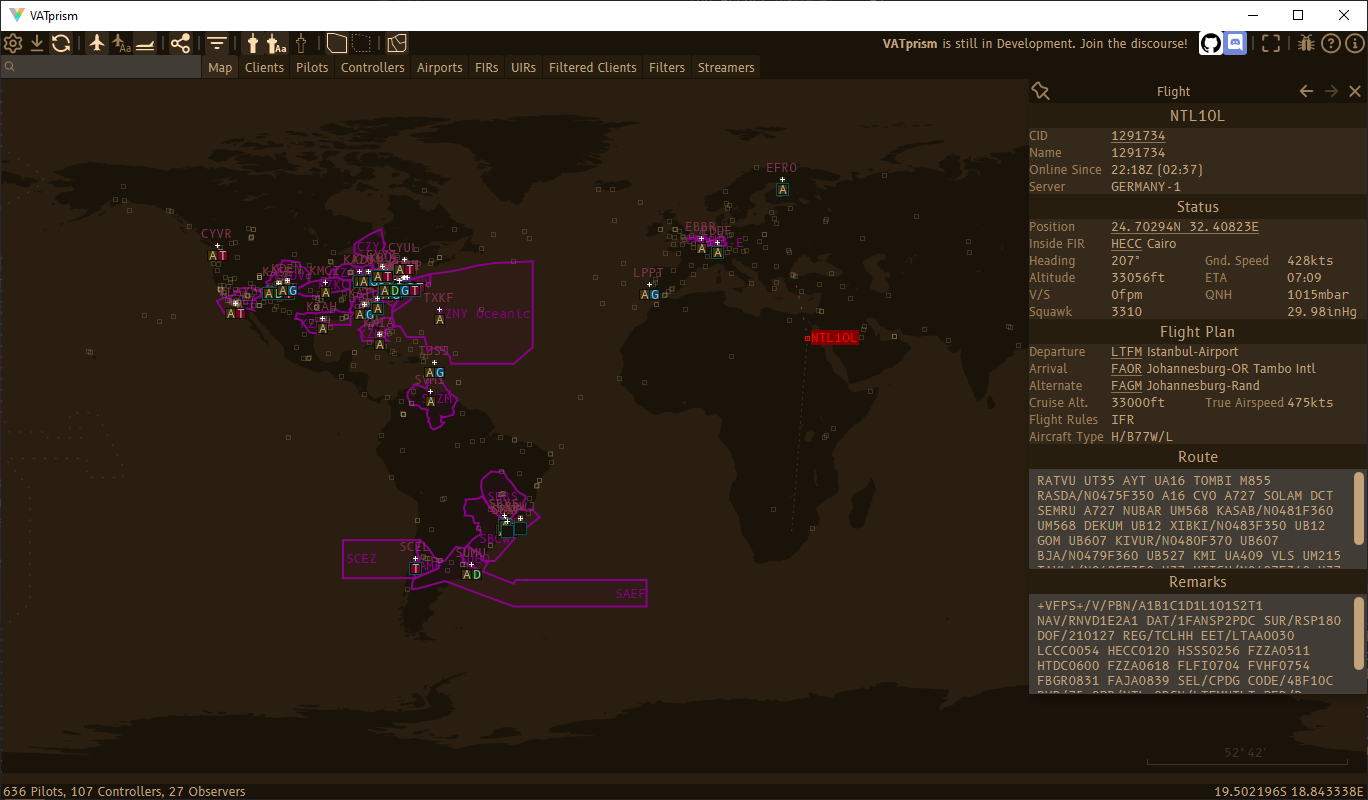 VATprism
VATprism is still in Development. Join the discourse!
Map Clients Pilots Controllers Airports FIRs UIRs Filtered Clients Filters Streamers
Flight
NTL1OL
CID 1291734
Name 1291734
Online Since 22:18Z (02:37)
Server GERMANY-1
Status
Position 24.70294N 32.40823E
Inside FIR HECC Cairo
Heading 207° Gnd. Speed 428kts
Altitude 33056ft ETA 07:09
V/S 0fpm QNH 1015mbar
Squawk 3310 29.98inHg
Flight Plan
Departure LTFM Istanbul-Airport
Arrival FAOR Johannesburg-OR Tambo Intl
Alternate FAGM Johannesburg-Rand
Cruise Alt. 33000ft True Airspeed 475kts
Flight Rules IFR
Aircraft Type H/B77W/L
Route
RATVU UT35 AYT UA16 TOMBI M855
RASDA/N0475F350 A16 CVO A727 SOLAM DCT
SEMRU A727 NUBAR UM568 KASAB/N0481F360
UM568 DEKUM UB12 XIBKI/N0483F350 UB12
GOM UB607 KIVUR/N0480F370 UB607
BJA/N0479F360 UB527 KMI UA409 VLS UM215
Remarks
+VFPS+/V/PBN/A1B1C1D1L1O1S2T1
NAV/RNVD1E2A1 DAT/1FANSP2PDC SUR/RSP180
DOF/210127 REG/TCLHH EET/LTAA0030
LCCC0054 HECC0120 HSSS0256 FZZA0511
HTDC0600 FZZA0618 FLFI0704 FVHF0754
FBGR0831 FAJA0839 SEL/CPDG CODE/4BF10C
EFRO
A
CYVR
AT
EBBR
A
A
CYUL
AT
LPPT
AG
TXKF
A
ZNY Oceanic
NTL1OL
AT
ADGT
A
AG
A
SCEZ
SCEL
T
AD
SAEF
52°42'
636 Pilots, 107 Controllers, 27 Observers
19.502196S 18.843338E